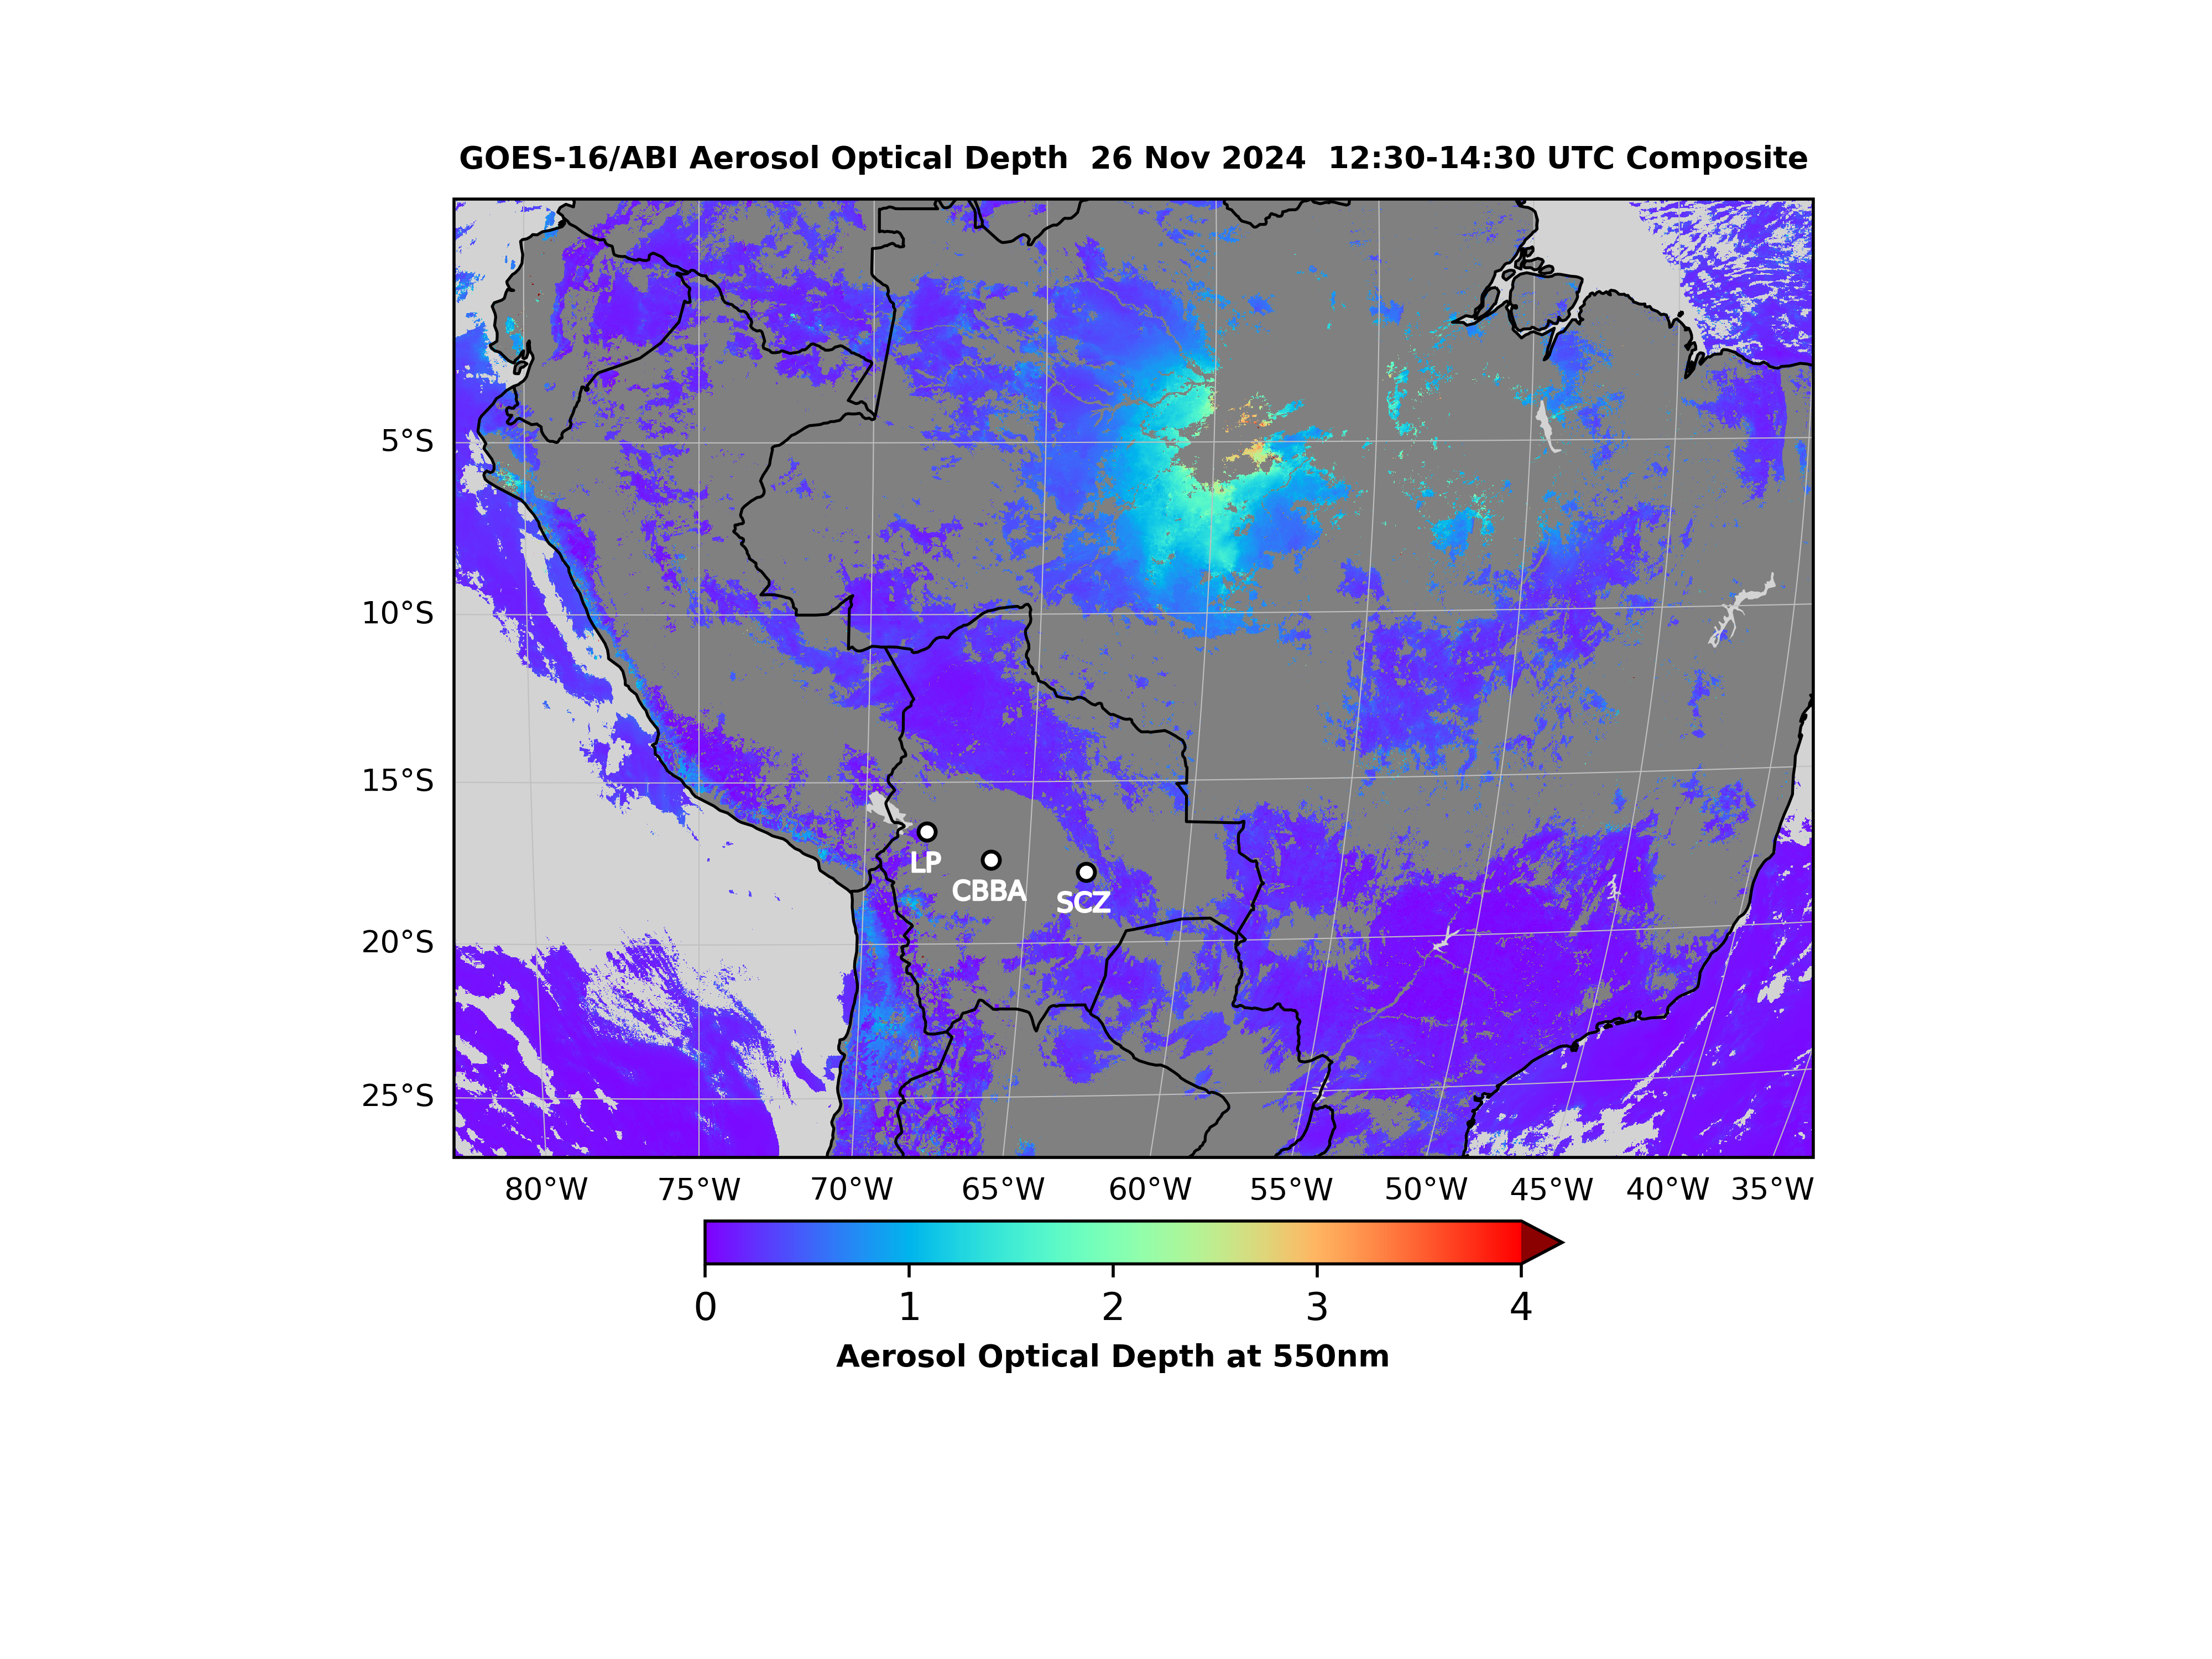 GOES-16/ABI Aerosol Optical Depth  26 Nov 2024  12:30-14:30 UTC Composite
5°S
10°S
15°S
LP
CBBA
SCZ
20°S
25°S
80°W 75°W 70°W 65°W 60°W 55°W 50°W 45°W 40°W 35°W
0 1 2 3 4
Aerosol Optical Depth at 550nm